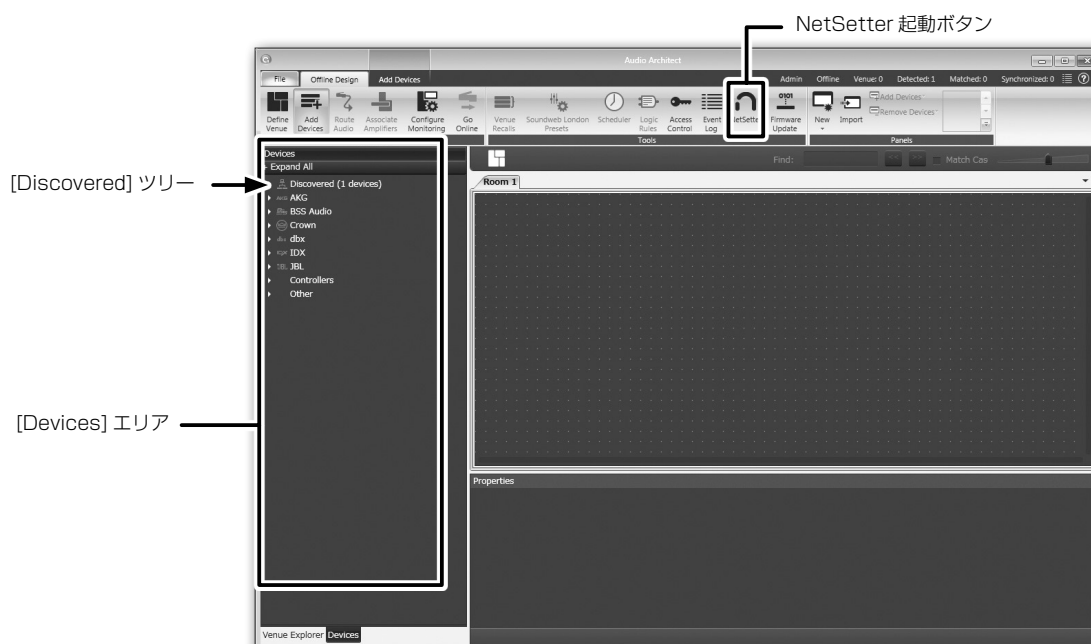 NetSetter 起動ボタン
Audio Architect
File Offline Design Add Devices Admin Offline Venue: 0 Detected: 1 Matched: 0 Synchronized: 0
Define Venue
Add Devices
Route Audio
Associate Amplifiers
Configure Monitoring
Go Online
Venue Recalls
Soundweb London Presets
Scheduler
Logic Rules
Access Control
Event Log
NetSetter
Firmware Update
New
Import
Add Devices
Remove Devices
Tools
Panels
Devices
Expand All
Find:
<<
>>
Match Cas
[Discovered] ツリー
Discovered (1 devices)
AKG
BSS Audio
Crown
dbx
IDX
JBL
Controllers
Other
Room 1
[Devices] エリア
Properties
Venue Explorer Devices